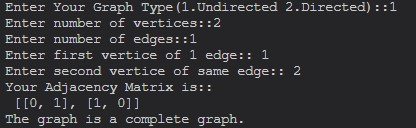 Enter Your Graph Type(1.Undirected 2.Directed)::1
Enter number of vertices::2
Enter number of edges::1
Enter first vertice of 1 edge:: 1
Enter second vertice of same edge:: 2
Your Adjacency Matrix is::
 [[0, 1], [1, 0]]
The graph is a complete graph.